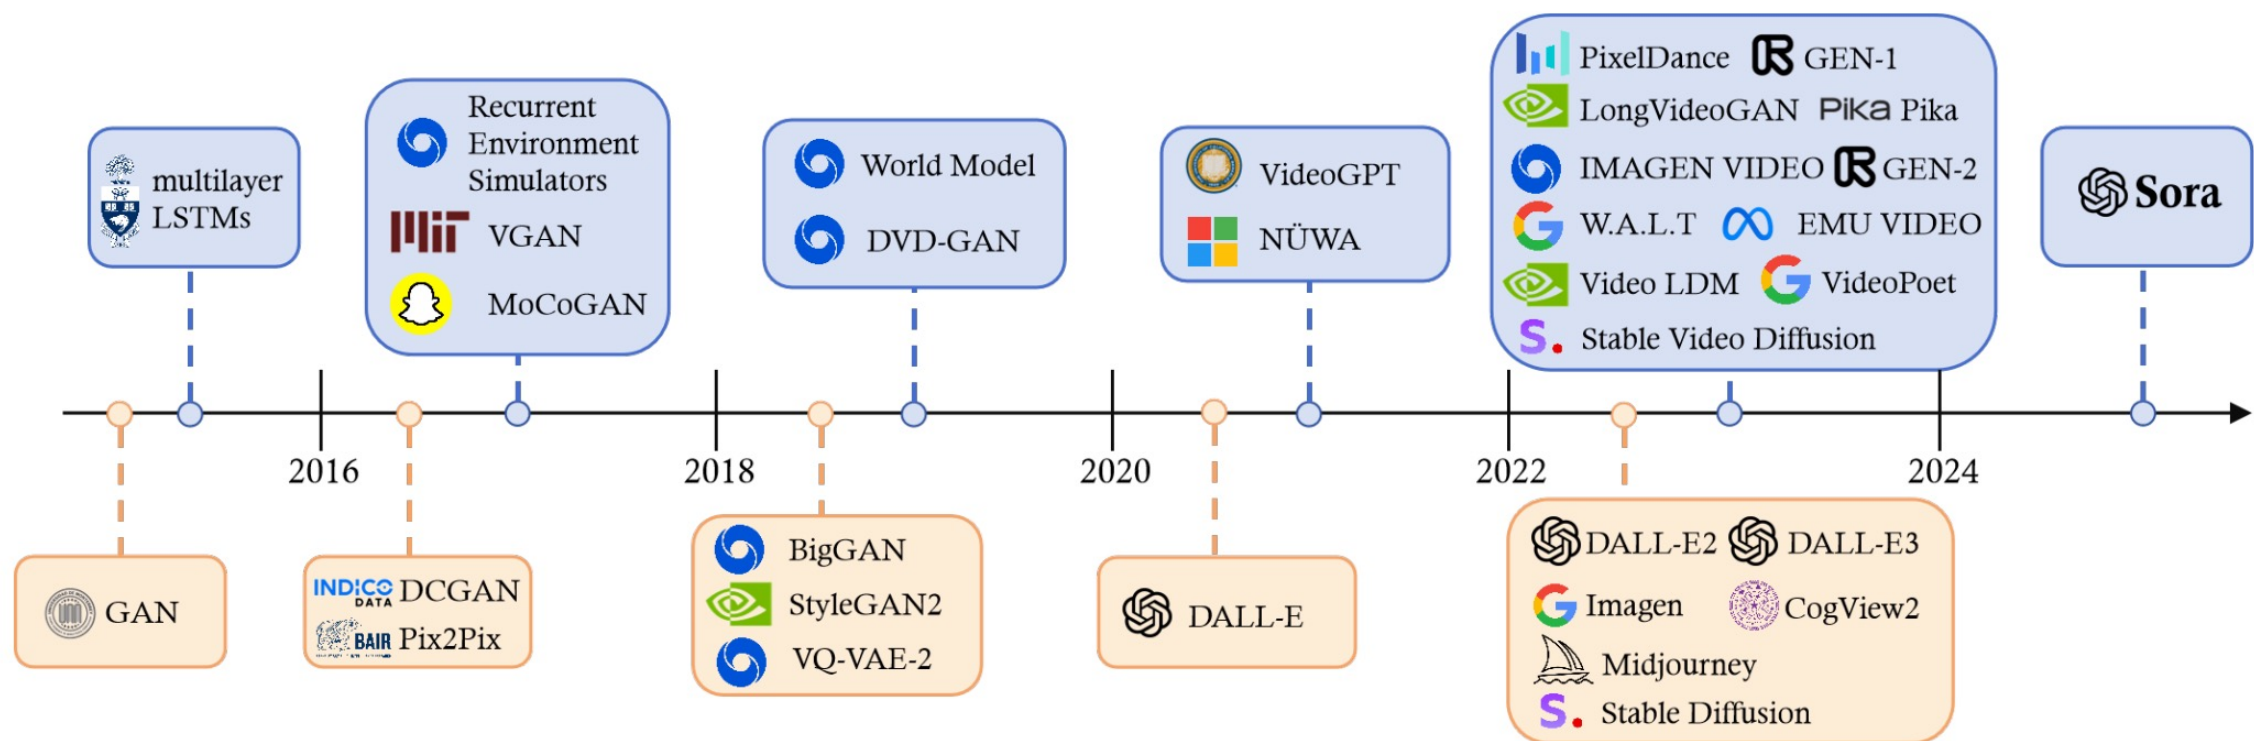 multilayer
LSTMs
Recurrent
Environment
Simulators
MiT VGAN
MoCoGAN
World Model
DVD-GAN
VideoGPT
NÜWA
PixelDance GEN-1
LongVideoGAN Pika Pika
IMAGEN VIDEO GEN-2
W.A.L.T EMU VIDEO
Video LDM VideoPoet
S. Stable Video Diffusion
Sora
2016 2018 2020 2022 2024
GAN
INDICO DATA DCGAN
BAIR Pix2Pix
BigGAN
StyleGAN2
VQ-VAE-2
DALL-E
DALL-E2 DALL-E3
Imagen CogView2
Midjourney
S. Stable Diffusion